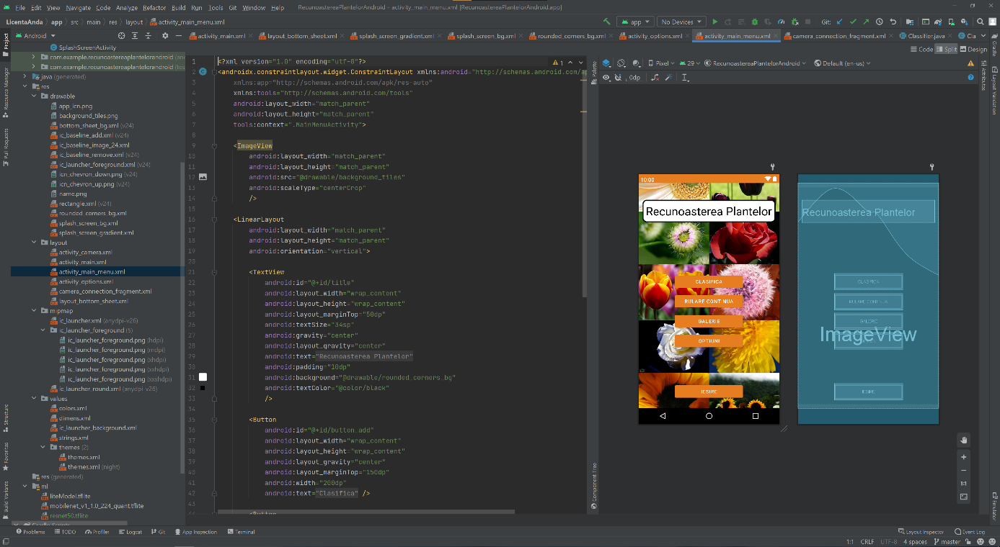 File Edit View Navigate Code Analyze Refactor Build Run Tools Git Window Help RecunoastereaPlantelorAndroid - activity_main_menu.xml [RecunoastereaPlantelorAndroid.app]
LicentaAnda app src main res layout activity_main_menu.xml app No Devices Git:
Android activity_main.xml layout_bottom_sheet.xml splash_screen_gradient.xml splash_screen_bg.xml rounded_corners_bg.xml activity_options.xml activity_main_menu.xml camera_connection_fragment.xml Classifier.java Cla
Code Split Design
Project
Resource Manager
Pull Requests
Structure
Favorites
Build Variants
SplashScreenActivity
com.example.recunoastereaplantelorandroid (an
com.example.recunoastereaplantelorandroid (tes
java (generated)
res
drawable
app_icn.png
background_tiles.png
bottom_sheet_bg.xml (v24)
ic_baseline_add.xml (v24)
ic_baseline_image_24.xml
ic_baseline_remove.xml (v24)
ic_launcher_foreground.xml (v24)
icn_chevron_down.png (v24)
icn_chevron_up.png (v24)
name.png
rectangle.xml (v24)
rounded_corners_bg.xml
splash_screen_bg.xml
splash_screen_gradient.xml
layout
activity_camera.xml
activity_main.xml
activity_main_menu.xml
activity_options.xml
camera_connection_fragment.xml
layout_bottom_sheet.xml
mipmap
ic_launcher.xml (anydpi-v26)
ic_launcher_foreground (5)
ic_launcher_foreground.png (hdpi)
ic_launcher_foreground.png (mdpi)
ic_launcher_foreground.png (xhdpi)
ic_launcher_foreground.png (xxhdpi)
ic_launcher_foreground.png (xxxhdpi)
ic_launcher_round.xml (anydpi-v26)
values
colors.xml
dimens.xml
ic_launcher_background.xml
strings.xml
themes (2)
themes.xml
themes.xml (night)
res (generated)
ml
liteModel.tflite
mobilenet_v1_1.0_224_quant.tflite
resnet50.tflite
Gradle Scripts
1 <?xml version="1.0" encoding="utf-8"?>
2 <androidx.constraintlayout.widget.ConstraintLayout xmlns:android="http://schemas.android.com/a
3 xmlns:app="http://schemas.android.com/apk/res-auto"
4 xmlns:tools="http://schemas.android.com/tools"
5 android:layout_width="match_parent"
6 android:layout_height="match_parent"
7 tools:context=".MainMenuActivity">
8
9 <ImageView
10 android:layout_width="match_parent"
11 android:layout_height="match_parent"
12 android:src="@drawable/background_tiles"
13 android:scaleType="centerCrop"
14 />
15
16 <LinearLayout
17 android:layout_width="match_parent"
18 android:layout_height="match_parent"
19 android:orientation="vertical">
20
21 <TextView
22 android:id="@+id/title"
23 android:layout_width="wrap_content"
24 android:layout_height="wrap_content"
25 android:layout_marginTop="50dp"
26 android:textSize="34sp"
27 android:gravity="center"
28 android:layout_gravity="center"
29 android:text="Recunoasterea Plantelor"
30 android:padding="10dp"
31 android:background="@drawable/rounded_corners_bg"
32 android:textColor="@color/black"
33 />
34
35 <Button
36 android:id="@+id/button_add"
37 android:layout_width="wrap_content"
38 android:layout_height="wrap_content"
39 android:layout_gravity="center"
40 android:layout_marginTop="150dp"
41 android:width="200dp"
42 android:text="Clasifica" />
43
44 <Button
1
Palette
Component Tree
Pixel 29 RecunoastereaPlantelorAndroid Default (en-us)
0dp
10:00
Recunoasterea Plantelor
CLASIFICA
RULARE CONTINUA
GALERIE
OPTIUNI
IESIRE
Recunoasterea Plantelor
CLASIFICA
RULARE CONTINUA
GALERIE
ImageView
IESIRE
1:1
Gradle
Layout Validation
Attributes
Emulator
Problems TODO Profiler Logcat Git App Inspection Terminal Layout Inspector Event Log
1:1 CRLF UTF-8 4 spaces master